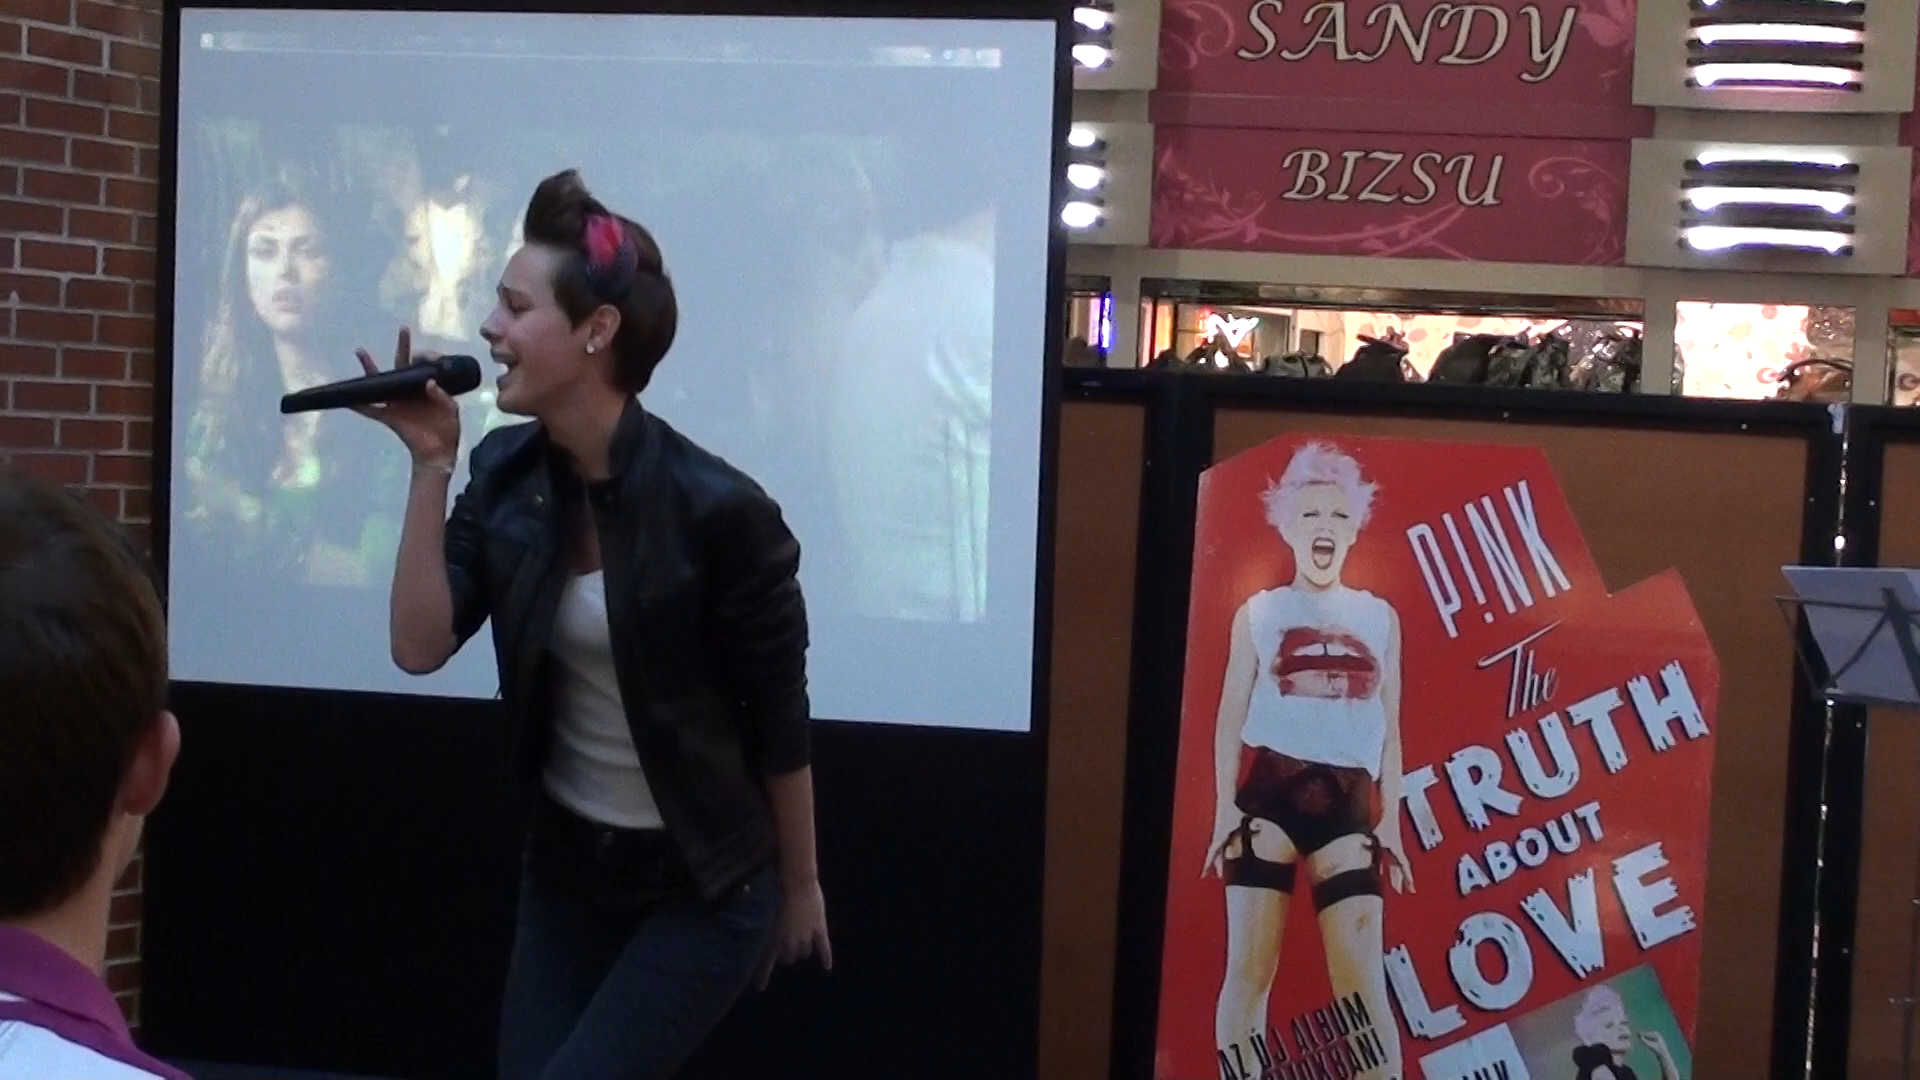 SANDY
BIZSU
P!NK
The
TRUTH
ABOUT
LOVE
AZ ÚJ ALBUM